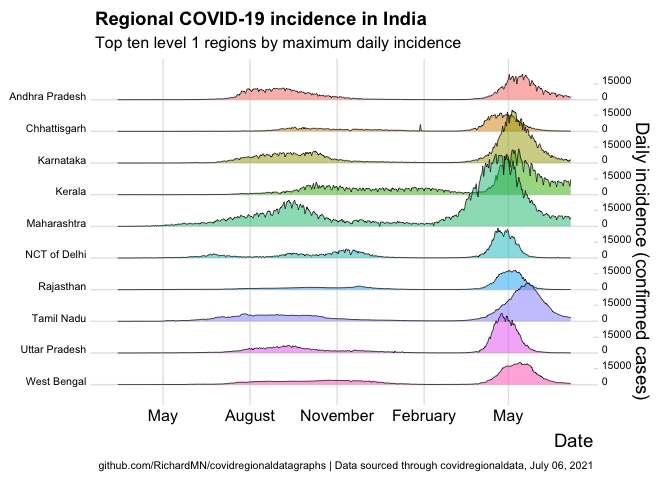 Regional COVID-19 incidence in India
Top ten level 1 regions by maximum daily incidence
Andhra Pradesh
15000
0
Chhattisgarh
15000
0
Karnataka
15000
0
Kerala
15000
0
Maharashtra
15000
0
NCT of Delhi
15000
0
Rajasthan
15000
0
Tamil Nadu
15000
0
Uttar Pradesh
15000
0
West Bengal
15000
0
Daily incidence (confirmed cases)
May August November February May
Date
github.com/RichardMN/covidregionaldatagraphs | Data sourced through covidregionaldata, July 06, 2021